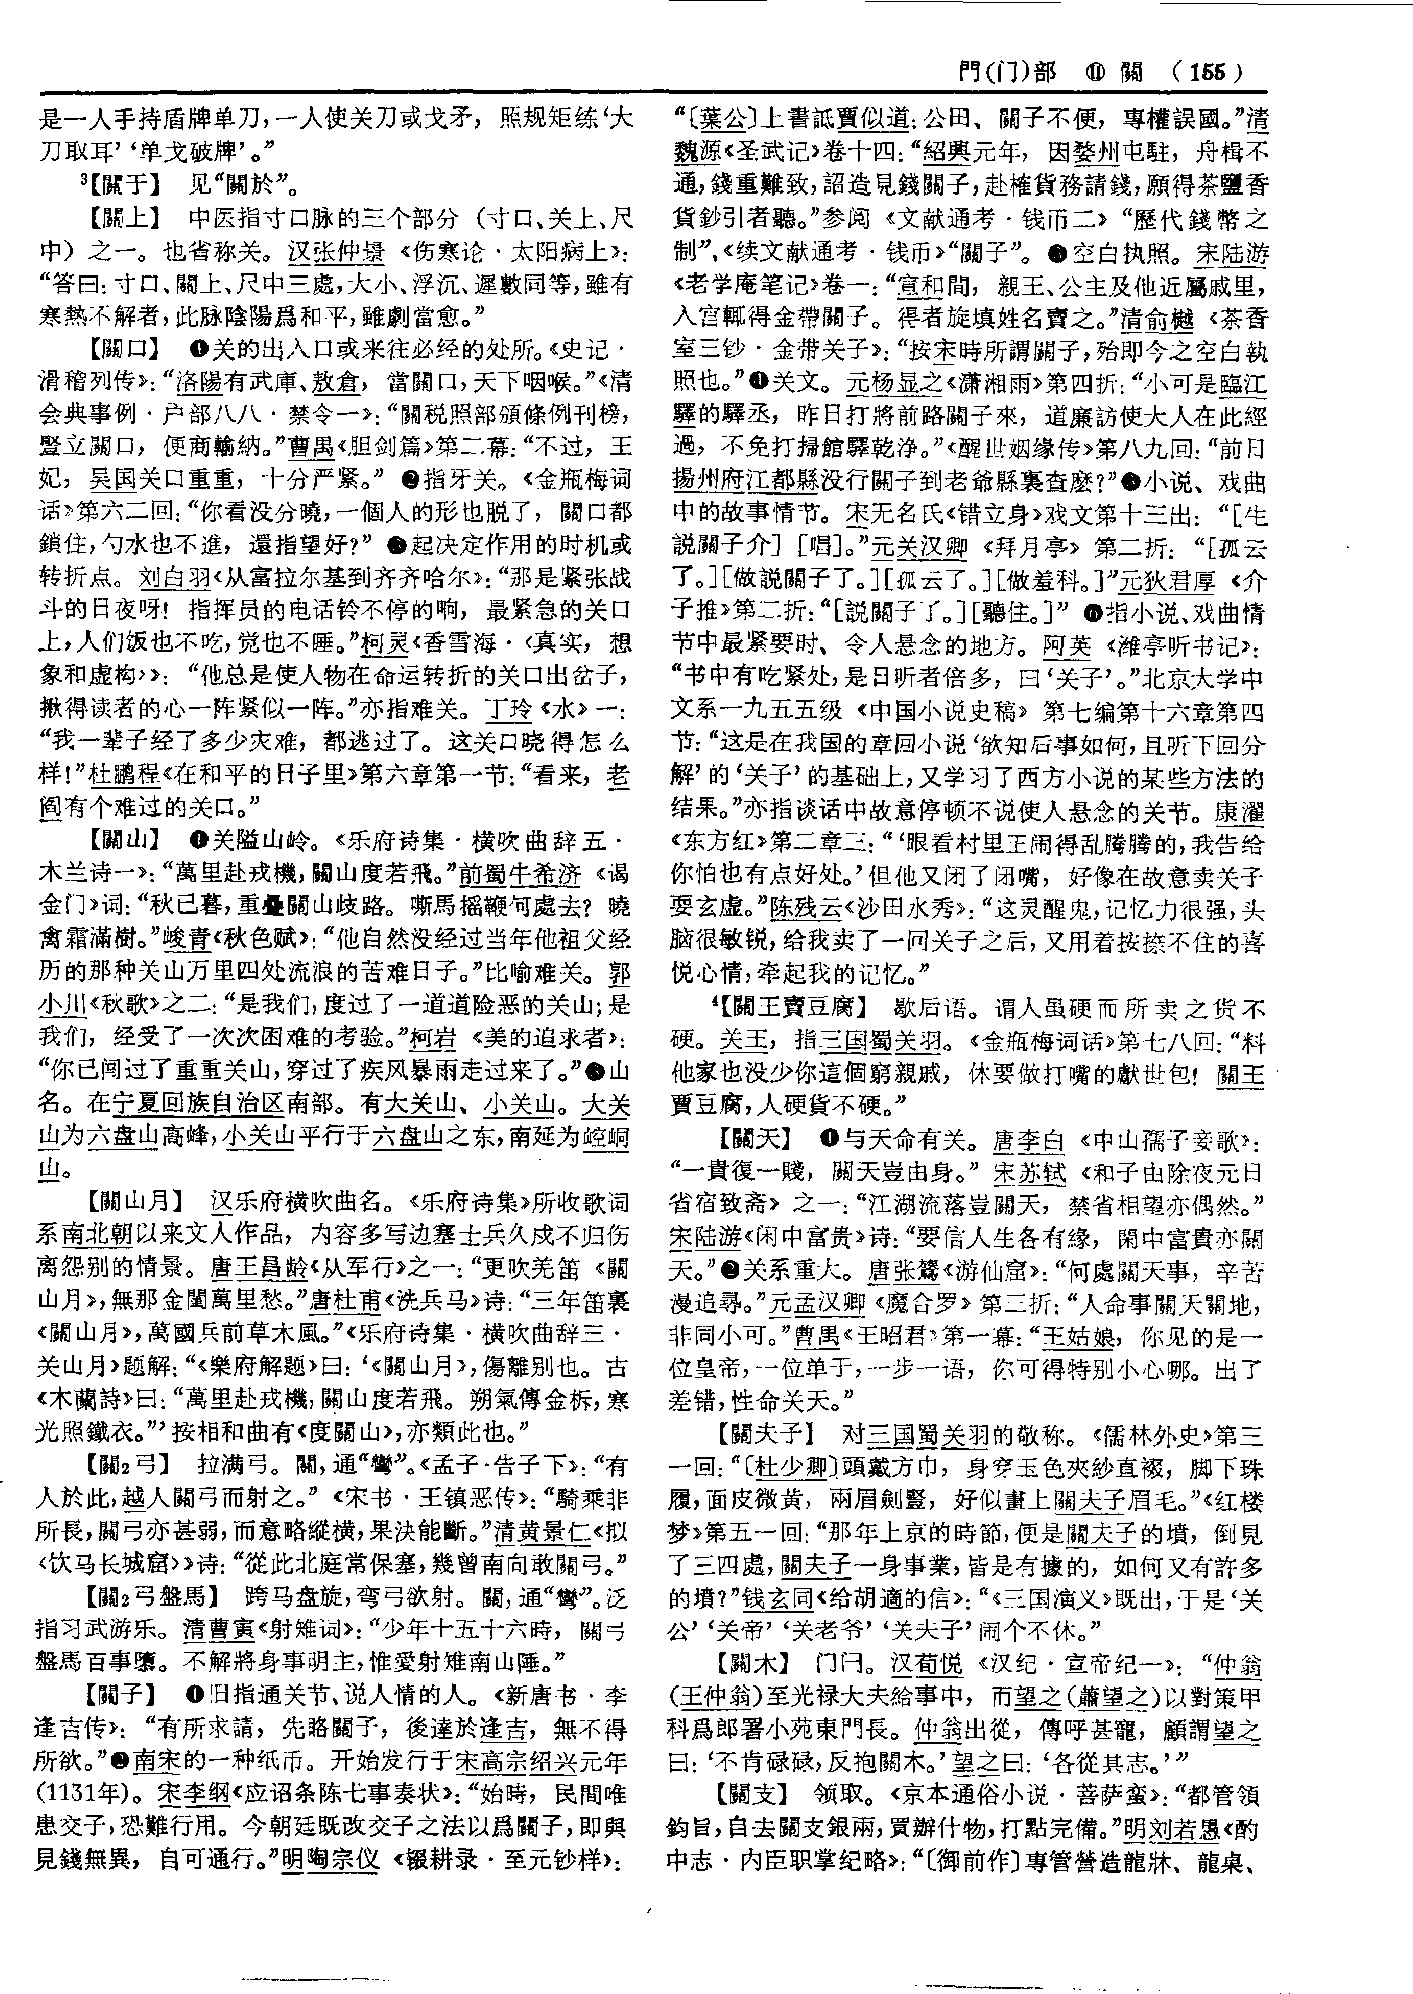 門(门)部 ⑪ 關 (155)
是一人手持盾牌单刀，一人使关刀或戈矛，照规矩练‘大
刀取耳’‘单戈破牌’。”
³【關于】 见“關於”。
【關上】 中医指寸口脉的三个部分（寸口、关上、尺
中）之一。也省称关。汉张仲景《伤寒论·太阳病上》：
“答曰：寸口、關上、尺中三處，大小、浮沉、遲數同等，雖有
寒熱不解者，此脉陰陽爲和平，雖劇當愈。”
【關口】 ❶关的出入口或来往必经的处所。《史记·
滑稽列传》：“洛陽有武庫、敖倉，當關口，天下咽喉。”《清
会典事例·户部八八·禁令一》：“關税照部頒條例刊榜，
豎立關口，便商輸納。”曹禺《胆剑篇》第二幕：“不过，王
妃，吴国关口重重，十分严紧。” ❷指牙关。《金瓶梅词
话》第六二回：“你看没分曉，一個人的形也脱了，關口都
鎖住，勺水也不進，還指望好？” ❸起决定作用的时机或
转折点。刘白羽《从富拉尔基到齐齐哈尔》：“那是紧张战
斗的日夜呀！指挥员的电话铃不停的响，最紧急的关口
上，人们饭也不吃，觉也不睡。”柯灵《香雪海·〈真实，想
象和虚构〉》：“他总是使人物在命运转折的关口出岔子，
揪得读者的心一阵紧似一阵。”亦指难关。丁玲《水》一：
“我一辈子经了多少灾难，都逃过了。这关口晓得怎么
样！”杜鹏程《在和平的日子里》第六章第一节：“看来，老
阎有个难过的关口。”
【關山】 ❶关隘山岭。《乐府诗集·横吹曲辞五·
木兰诗一》：“萬里赴戎機，關山度若飛。”前蜀牛希济《谒
金门》词：“秋已暮，重疊關山歧路。嘶馬摇鞭何處去？曉
禽霜滿樹。”峻青《秋色赋》：“他自然没经过当年他祖父经
历的那种关山万里四处流浪的苦难日子。”比喻难关。郭
小川《秋歌》之二：“是我们，度过了一道道险恶的关山；是
我们，经受了一次次困难的考验。”柯岩《美的追求者》：
“你已闯过了重重关山，穿过了疾风暴雨走过来了。”❷山
名。在宁夏回族自治区南部。有大关山、小关山。大关
山为六盘山高峰，小关山平行于六盘山之东，南延为崆峒
山。
【關山月】 汉乐府横吹曲名。《乐府诗集》所收歌词
系南北朝以来文人作品，内容多写边塞士兵久戍不归伤
离怨别的情景。唐王昌龄《从军行》之一：“更吹羌笛《關
山月》，無那金閨萬里愁。”唐杜甫《洗兵马》诗：“三年笛裏
《關山月》，萬國兵前草木風。”《乐府诗集·横吹曲辞三·
关山月》题解：“《樂府解题》曰：‘《關山月》，傷離别也。古
《木蘭詩》曰：“萬里赴戎機，關山度若飛。朔氣傳金柝，寒
光照鐵衣。”’按相和曲有《度關山》，亦類此也。”
【關₂弓】 拉满弓。關，通“彎”。《孟子·告子下》：“有
人於此，越人關弓而射之。”《宋书·王镇恶传》：“騎乘非
所長，關弓亦甚弱，而意略縱横，果決能斷。”清黄景仁《拟
〈饮马长城窟〉》诗：“從此北庭常保塞，幾曾南向敢關弓。”
【關₂弓盤馬】 跨马盘旋，弯弓欲射。關，通“彎”。泛
指习武游乐。清曹寅《射雉词》：“少年十五十六時，關弓
盤馬百事隳。不解將身事明主，惟愛射雉南山陲。”
【關子】 ❶旧指通关节、说人情的人。《新唐书·李
逢吉传》：“有所求請，先賂關子，後達於逢吉，無不得
所欲。”❷南宋的一种纸币。开始发行于宋高宗绍兴元年
(1131年)。宋李纲《应诏条陈七事奏状》：“始時，民間唯
患交子，恐難行用。今朝廷既改交子之法以爲關子，即與
見錢無異，自可通行。”明陶宗仪《辍耕录·至元钞样》：
“〔葉公〕上書詆賈似道：公田、關子不便，專權誤國。”清
魏源《圣武记》卷十四：“紹興元年，因婺州屯駐，舟楫不
通，錢重難致，詔造見錢關子，赴榷貨務請錢，願得茶鹽香
貨鈔引者聽。”参阅《文献通考·钱币二》“歷代錢幣之
制”、《续文献通考·钱币》“關子”。❸空白执照。宋陆游
《老学庵笔记》卷一：“宣和間，親王、公主及他近屬戚里，
入宫輒得金帶關子。得者旋填姓名賣之。”清俞樾《茶香
室三钞·金带关子》：“按宋時所謂關子，殆即今之空白執
照也。”❹关文。元杨显之《潇湘雨》第四折：“小可是臨江
驛的驛丞，昨日打將前路關子來，道廉訪使大人在此經
過，不免打掃館驛乾净。”《醒世姻缘传》第八九回：“前日
揚州府江都縣没行關子到老爺縣裏查麽？”❺小说、戏曲
中的故事情节。宋无名氏《错立身》戏文第十三出：“［生
説關子介］［唱］。”元关汉卿《拜月亭》第二折：“［孤云
了。］［做説關子了。］［孤云了。］［做羞科。］”元狄君厚《介
子推》第二折：“［説關子了。］［聽住。］” ❻指小说、戏曲情
节中最紧要时、令人悬念的地方。阿英《滩亭听书记》：
“书中有吃紧处，是日听者倍多，曰‘关子’。”北京大学中
文系一九五五级《中国小说史稿》第七编第十六章第四
节：“这是在我国的章回小说‘欲知后事如何，且听下回分
解’的‘关子’的基础上，又学习了西方小说的某些方法的
结果。”亦指谈话中故意停顿不说使人悬念的关节。康濯
《东方红》第二章三：“‘眼看村里王闹得乱腾腾的，我告给
你怕也有点好处。’但他又闭了闭嘴，好像在故意卖关子
耍玄虚。”陈残云《沙田水秀》：“这灵醒鬼，记忆力很强，头
脑很敏锐，给我卖了一回关子之后，又用着按捺不住的喜
悦心情，牵起我的记忆。”
⁴【關王賣豆腐】 歇后语。谓人虽硬而所卖之货不
硬。关王，指三国蜀关羽。《金瓶梅词话》第七八回：“料
他家也没少你這個窮親戚，休要做打嘴的獻世包！關王
賈豆腐，人硬貨不硬。”
【關天】 ❶与天命有关。唐李白《中山孺子妾歌》：
“一貴復一賤，關天豈由身。”宋苏轼《和子由除夜元日
省宿致斋》之一：“江湖流落豈關天，禁省相望亦偶然。”
宋陆游《闲中富贵》诗：“要信人生各有緣，閑中富貴亦關
天。”❷关系重大。唐张鷟《游仙窟》：“何處關天事，辛苦
漫追尋。”元孟汉卿《魔合罗》第三折：“人命事關天關地，
非同小可。”曹禺《王昭君》第一幕：“王姑娘，你见的是一
位皇帝，一位单于，一步一语，你可得特别小心哪。出了
差错，性命关天。”
【關夫子】 对三国蜀关羽的敬称。《儒林外史》第三
一回：“〔杜少卿〕頭戴方巾，身穿玉色夾紗直裰，脚下珠
履，面皮微黄，兩眉劍豎，好似畫上關夫子眉毛。”《红楼
梦》第五一回：“那年上京的時節，便是關夫子的墳，倒見
了三四處，關夫子一身事業，皆是有據的，如何又有許多
的墳？”钱玄同《给胡適的信》：“《三国演义》既出，于是‘关
公’‘关帝’‘关老爷’‘关夫子’闹个不休。”
【關木】 门闩。汉荀悦《汉纪·宣帝纪一》：“仲翁
(王仲翁)至光禄大夫給事中，而望之(蕭望之)以對策甲
科爲郎署小苑東門長。仲翁出從，傳呼甚寵，顧謂望之
曰：‘不肯碌碌，反抱關木。’望之曰：‘各從其志。’”
【關支】 领取。《京本通俗小说·菩萨蛮》：“都管領
鈞旨，自去關支銀兩，買辦什物，打點完備。”明刘若愚《酌
中志·内臣职掌纪略》：“〔御前作〕專管營造龍牀、龍桌、